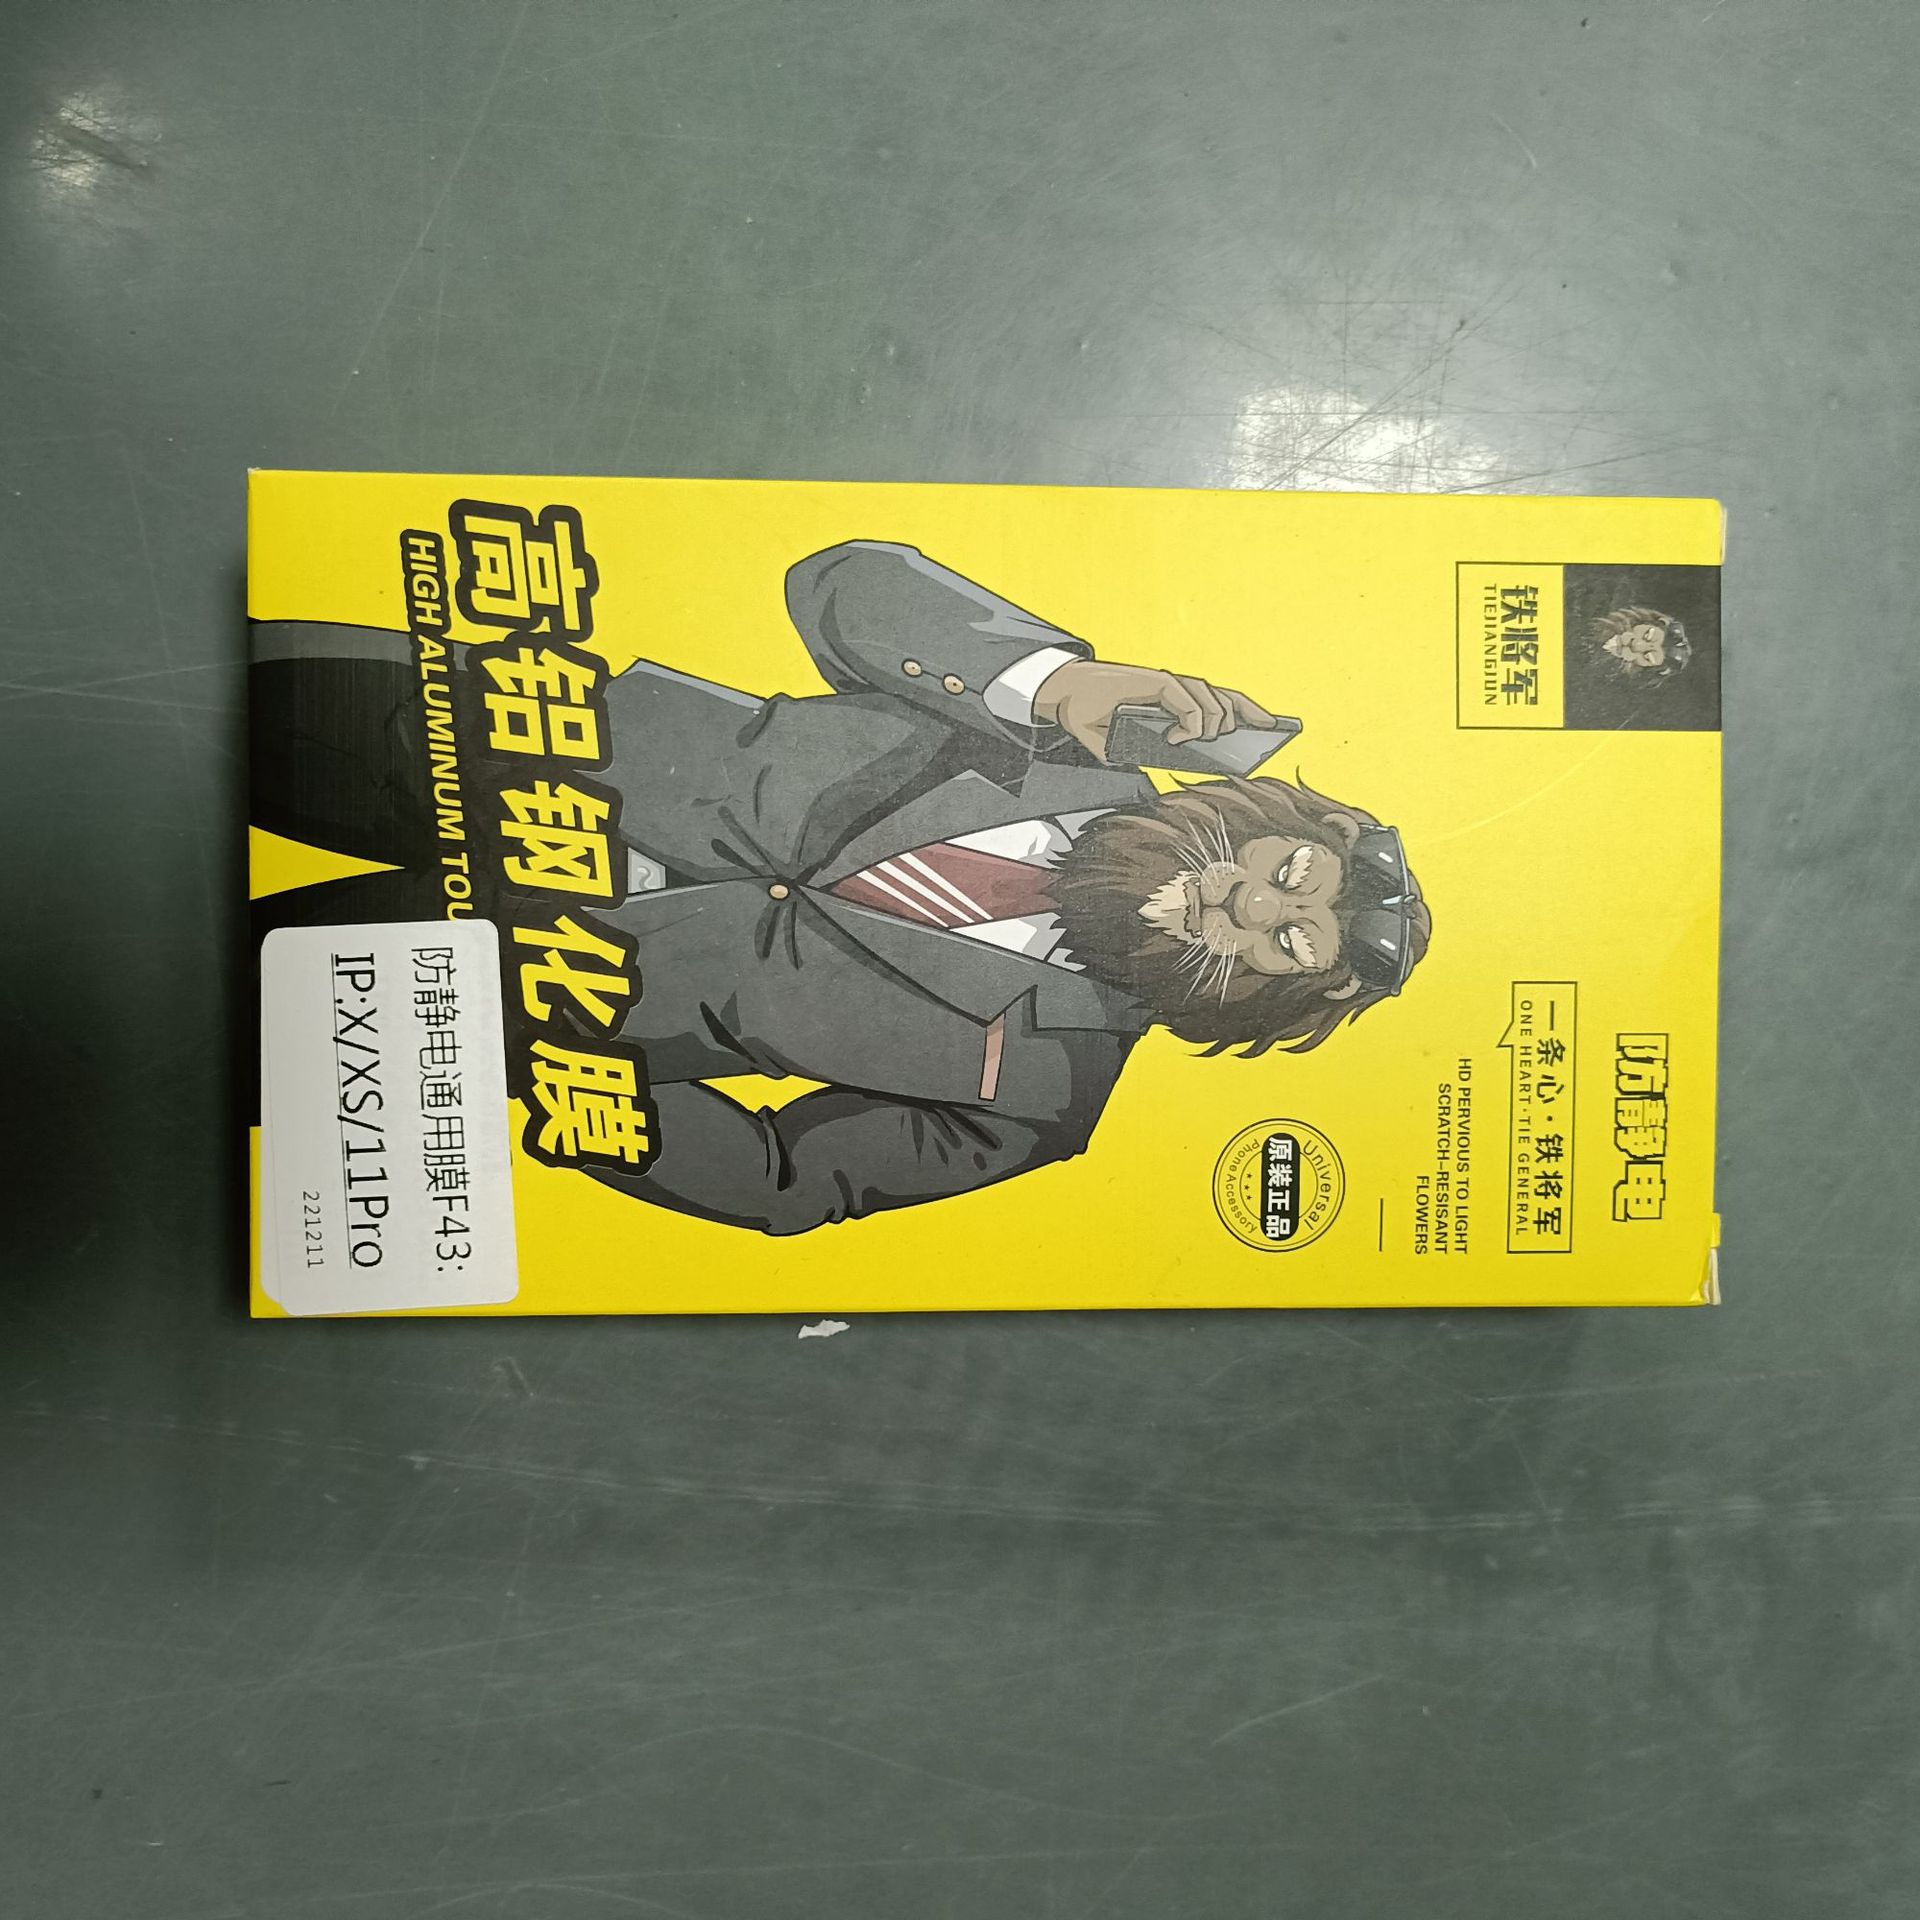 铁将军
TIEJIANGJUN
防静电
一条心·铁将军
ONE HEART·TIE GENERAL
HD PERVIOUS TO LIGHT
SCRATCH-RESISANT
FLOWERS
Universal
原装正品
Phone Accessory
高铝钢化膜
HIGH ALUMINUM TOU
防静电通用膜F43:
IP:X/XS/11Pro
221211